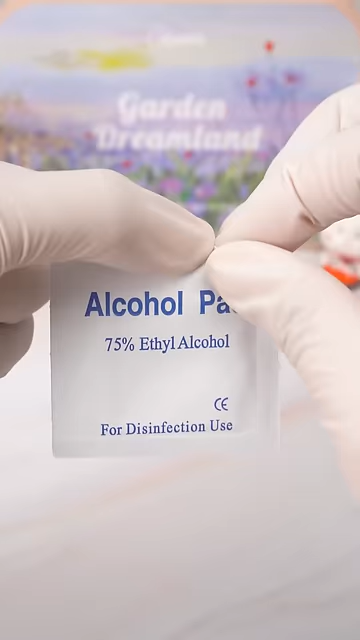 Garden
Dreamland
Alcohol Pa
75% Ethyl Alcohol
CE
For Disinfection Use